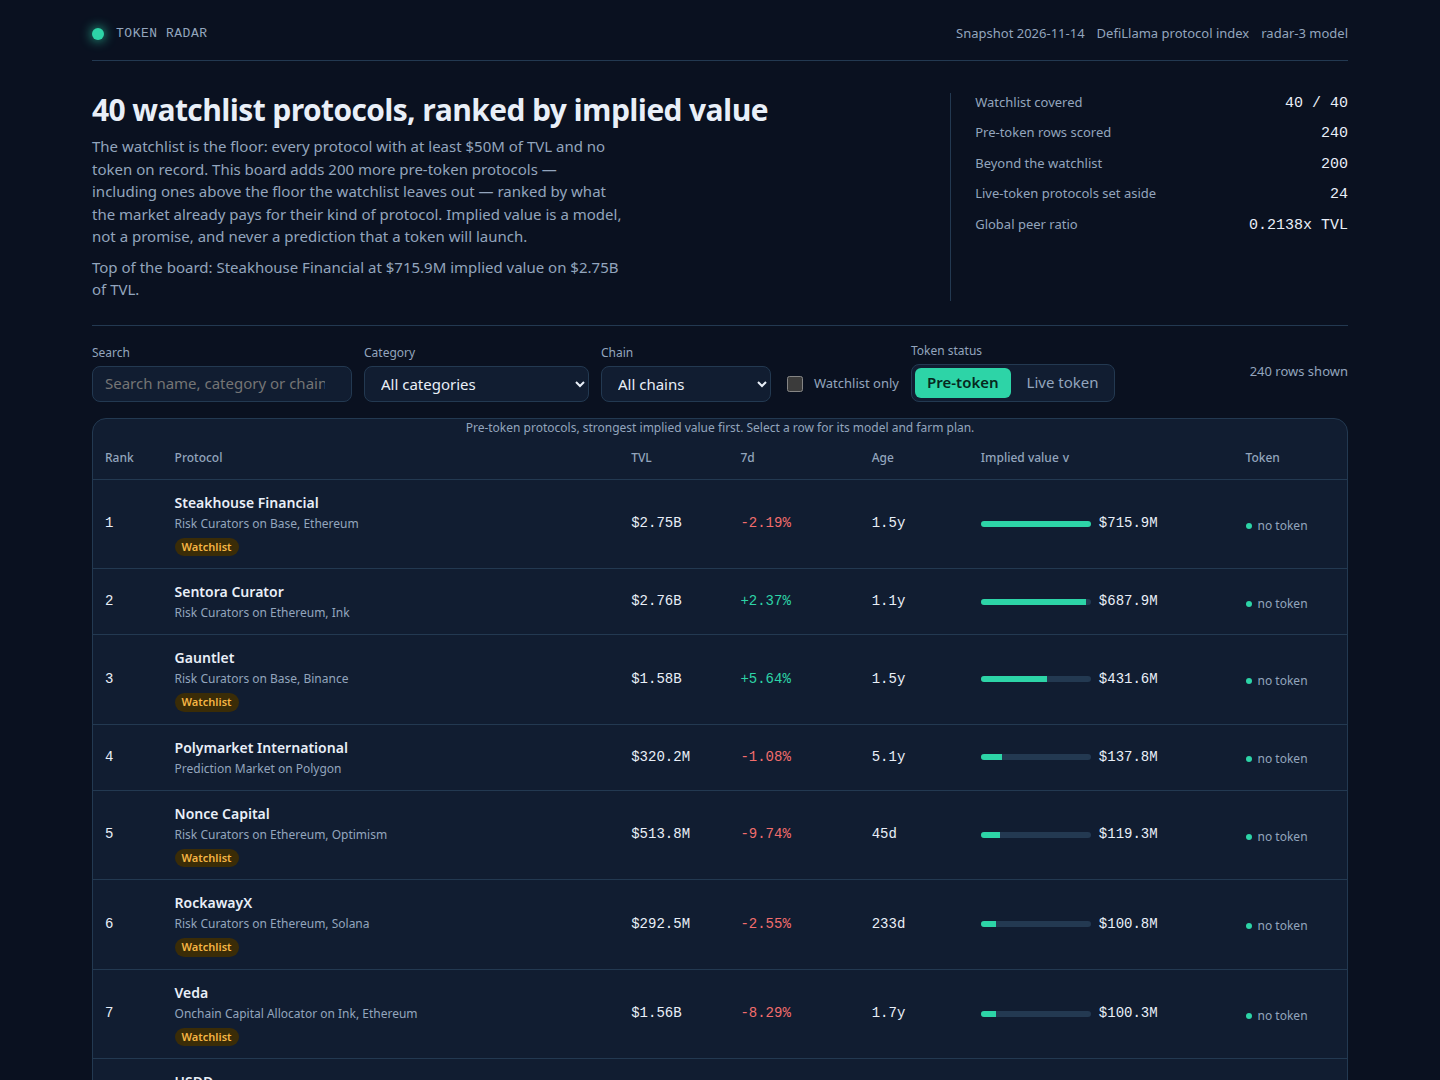 TOKEN RADAR
Snapshot 2026-11-14 DefiLlama protocol index radar-3 model
40 watchlist protocols, ranked by implied value
The watchlist is the floor: every protocol with at least $50M of TVL and no
token on record. This board adds 200 more pre-token protocols —
including ones above the floor the watchlist leaves out — ranked by what
the market already pays for their kind of protocol. Implied value is a model,
not a promise, and never a prediction that a token will launch.
Top of the board: Steakhouse Financial at $715.9M implied value on $2.75B
of TVL.
Watchlist covered 40 / 40
Pre-token rows scored 240
Beyond the watchlist 200
Live-token protocols set aside 24
Global peer ratio 0.2138x TVL
Search
Search name, category or chain
Category
All categories
Chain
All chains
Watchlist only
Token status
Pre-token Live token
240 rows shown
Pre-token protocols, strongest implied value first. Select a row for its model and farm plan.
Rank Protocol TVL 7d Age Implied value v Token
1 Steakhouse Financial $2.75B -2.19% 1.5y $715.9M no token
Risk Curators on Base, Ethereum
Watchlist
2 Sentora Curator $2.76B +2.37% 1.1y $687.9M no token
Risk Curators on Ethereum, Ink
3 Gauntlet $1.58B +5.64% 1.5y $431.6M no token
Risk Curators on Base, Binance
Watchlist
4 Polymarket International $320.2M -1.08% 5.1y $137.8M no token
Prediction Market on Polygon
5 Nonce Capital $513.8M -9.74% 45d $119.3M no token
Risk Curators on Ethereum, Optimism
Watchlist
6 RockawayX $292.5M -2.55% 233d $100.8M no token
Risk Curators on Ethereum, Solana
Watchlist
7 Veda $1.56B -8.29% 1.7y $100.3M no token
Onchain Capital Allocator on Ink, Ethereum
Watchlist